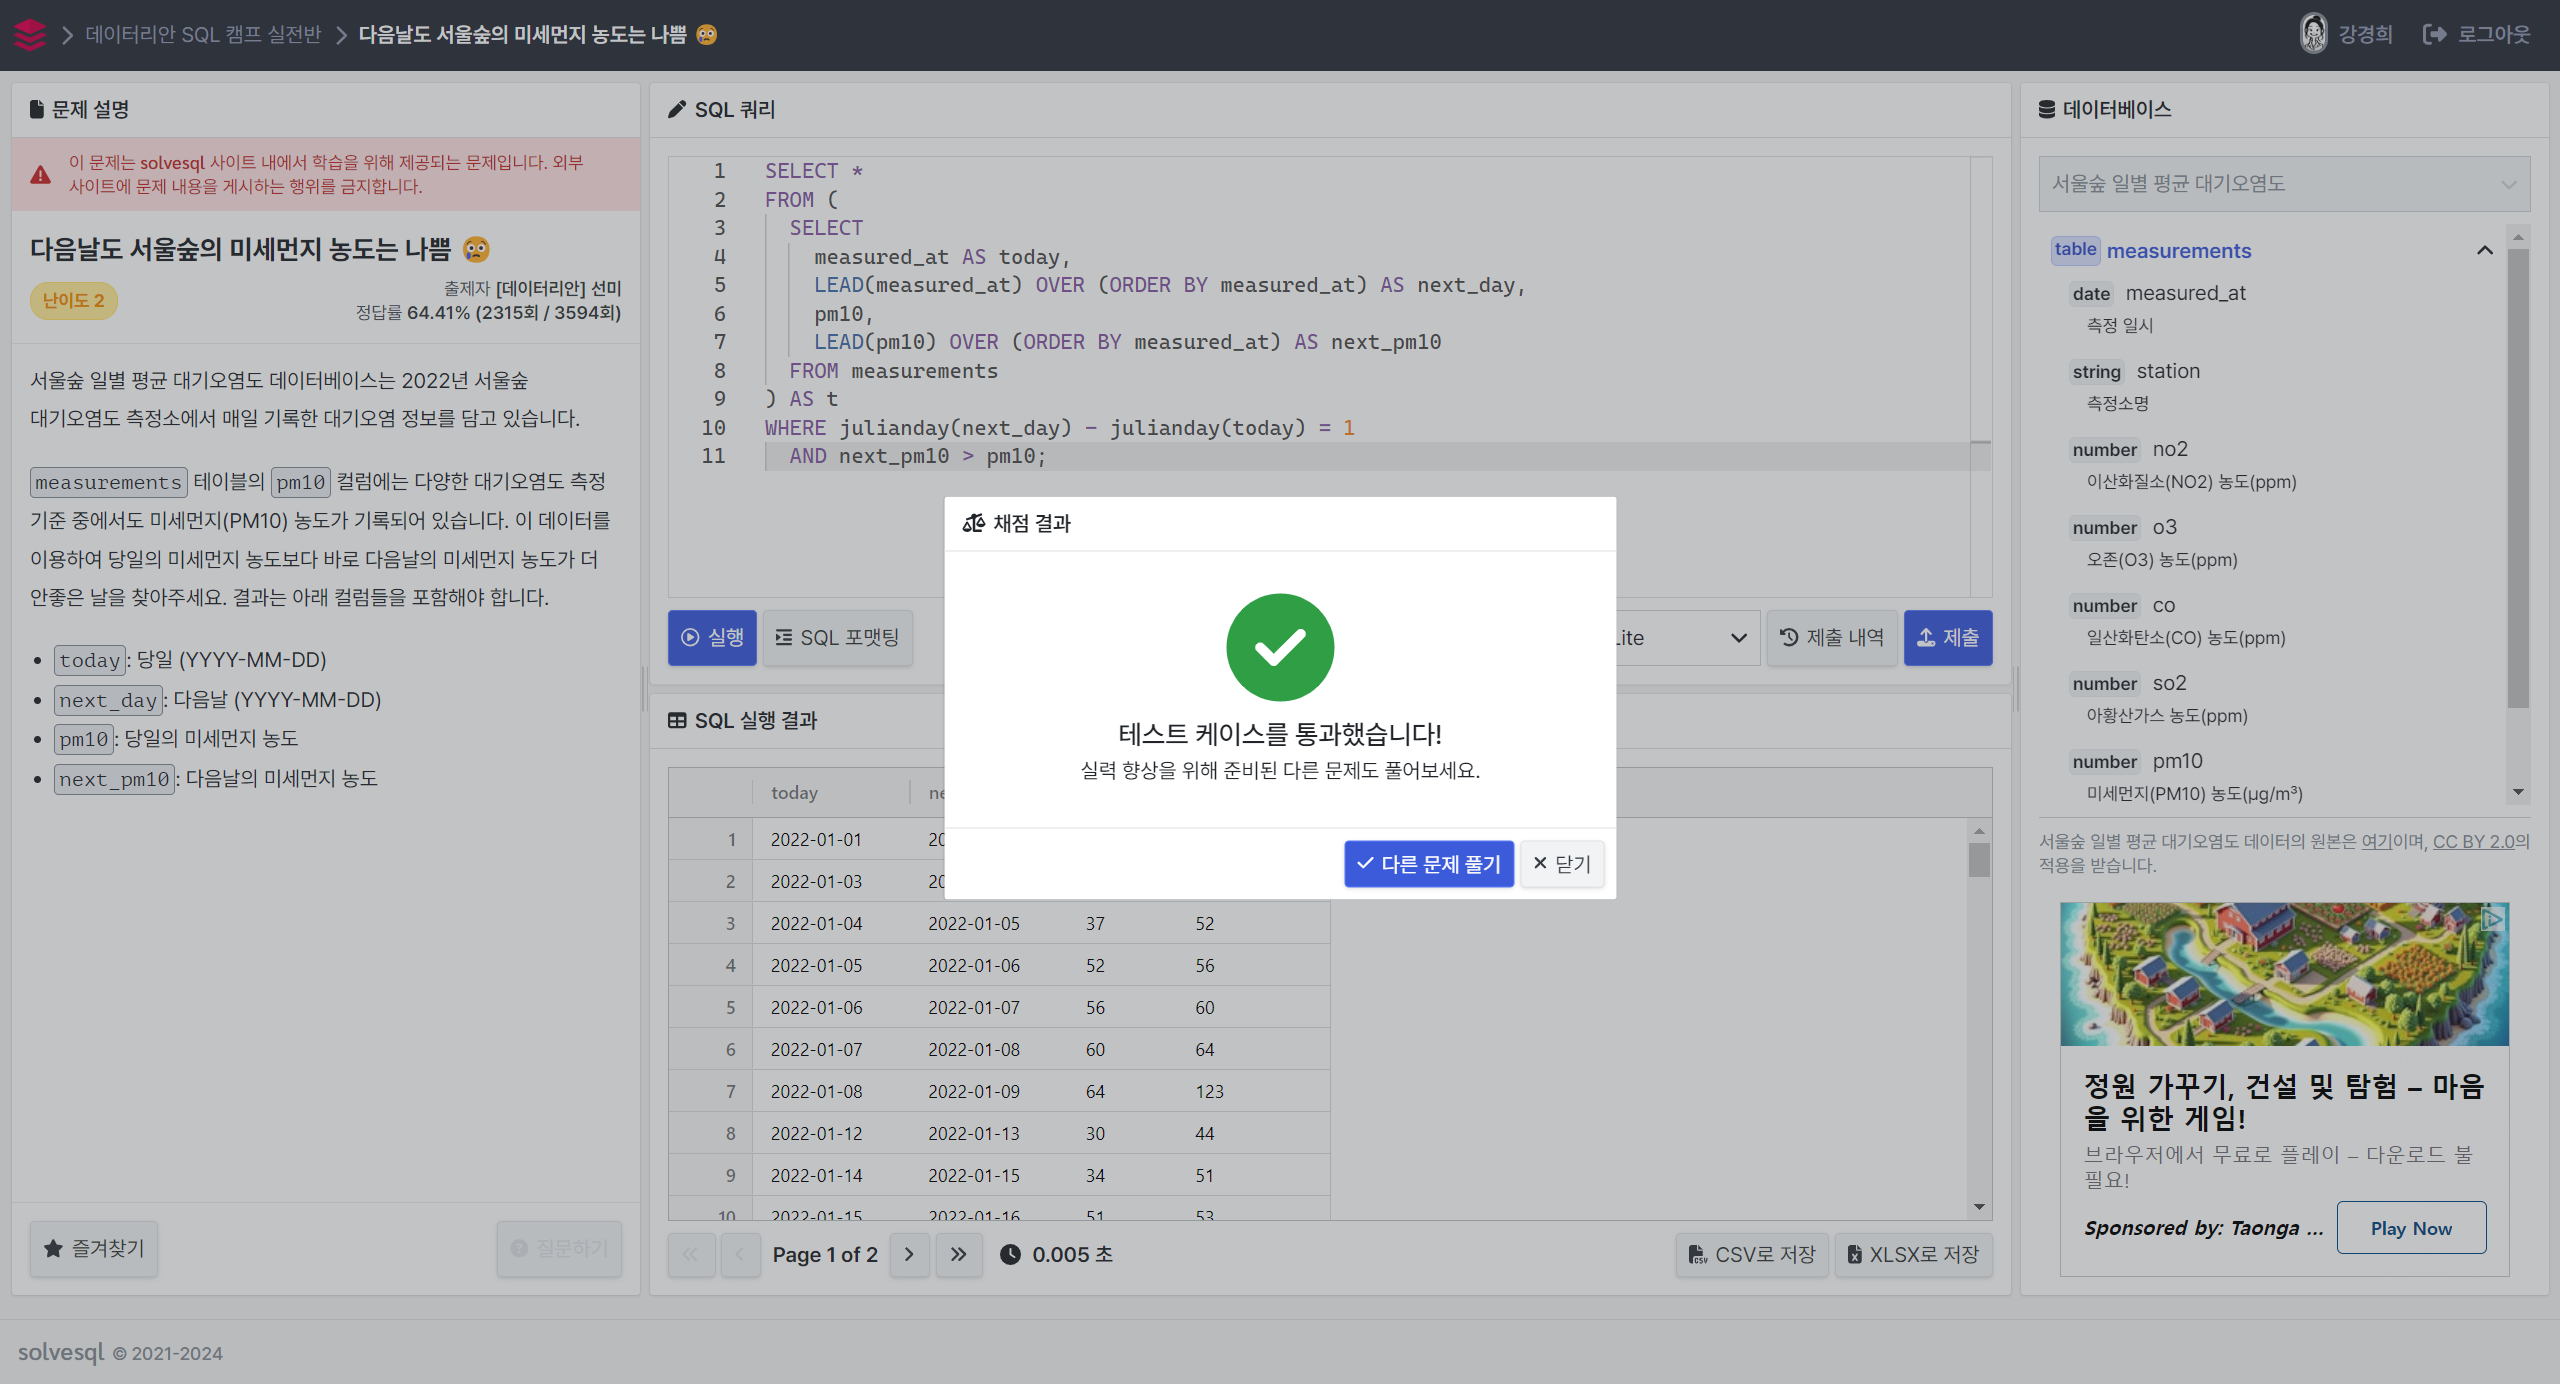 데이터리안 SQL 캠프 실전반
다음날도 서울숲의 미세먼지 농도는 나쁨 😢
강경희
로그아웃
문제 설명
이 문제는 solvesql 사이트 내에서 학습을 위해 제공되는 문제입니다. 외부
사이트에 문제 내용을 게시하는 행위를 금지합니다.
다음날도 서울숲의 미세먼지 농도는 나쁨 😢
난이도 2
출제자 [데이터리안] 선미
정답률 64.41% (2315회 / 3594회)
서울숲 일별 평균 대기오염도 데이터베이스는 2022년 서울숲
대기오염도 측정소에서 매일 기록한 대기오염 정보를 담고 있습니다.
measurements 테이블의 pm10 컬럼에는 다양한 대기오염도 측정
기준 중에서도 미세먼지(PM10) 농도가 기록되어 있습니다. 이 데이터를
이용하여 당일의 미세먼지 농도보다 바로 다음날의 미세먼지 농도가 더
안좋은 날을 찾아주세요. 결과는 아래 컬럼들을 포함해야 합니다.
• today: 당일 (YYYY-MM-DD)
• next_day: 다음날 (YYYY-MM-DD)
• pm10: 당일의 미세먼지 농도
• next_pm10: 다음날의 미세먼지 농도
즐겨찾기
질문하기
SQL 쿼리
1 SELECT *
2 FROM (
3 SELECT
4 measured_at AS today,
5 LEAD(measured_at) OVER (ORDER BY measured_at) AS next_day,
6 pm10,
7 LEAD(pm10) OVER (ORDER BY measured_at) AS next_pm10
8 FROM measurements
9 ) AS t
10 WHERE julianday(next_day) - julianday(today) = 1
11 AND next_pm10 > pm10;
실행
SQL 포맷팅
Lite
제출 내역
제출
채점 결과
테스트 케이스를 통과했습니다!
실력 향상을 위해 준비된 다른 문제도 풀어보세요.
다른 문제 풀기
닫기
SQL 실행 결과
today ne
1 2022-01-01 20
2 2022-01-03 20
3 2022-01-04 2022-01-05 37 52
4 2022-01-05 2022-01-06 52 56
5 2022-01-06 2022-01-07 56 60
6 2022-01-07 2022-01-08 60 64
7 2022-01-08 2022-01-09 64 123
8 2022-01-12 2022-01-13 30 44
9 2022-01-14 2022-01-15 34 51
10 2022-01-15 2022-01-16 51 53
Page 1 of 2
0.005 초
CSV로 저장
XLSX로 저장
데이터베이스
서울숲 일별 평균 대기오염도
table measurements
date measured_at
측정 일시
string station
측정소명
number no2
이산화질소(NO2) 농도(ppm)
number o3
오존(O3) 농도(ppm)
number co
일산화탄소(CO) 농도(ppm)
number so2
아황산가스 농도(ppm)
number pm10
미세먼지(PM10) 농도(μg/m³)
서울숲 일별 평균 대기오염도 데이터의 원본은 여기이며, CC BY 2.0의
적용을 받습니다.
정원 가꾸기, 건설 및 탐험 – 마음
을 위한 게임!
브라우저에서 무료로 플레이 – 다운로드 불
필요!
Sponsored by: Taonga ...
Play Now
solvesql © 2021-2024